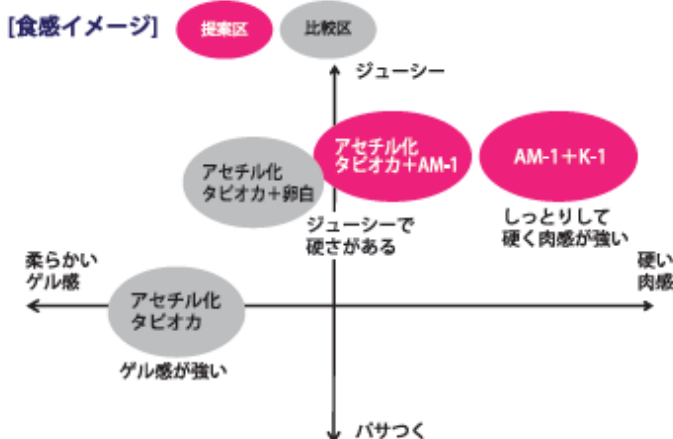 [食感イメージ]
提案区
比較区
ジューシー
アセチル化
タピオカ+卵白
アセチル化
タピオカ+AM-1
AM-1+K-1
ジューシーで
硬さがある
しっとりして
硬く肉感が強い
柔らかい
ゲル感
硬い
肉感
アセチル化
タピオカ
ゲル感が強い
パサつく